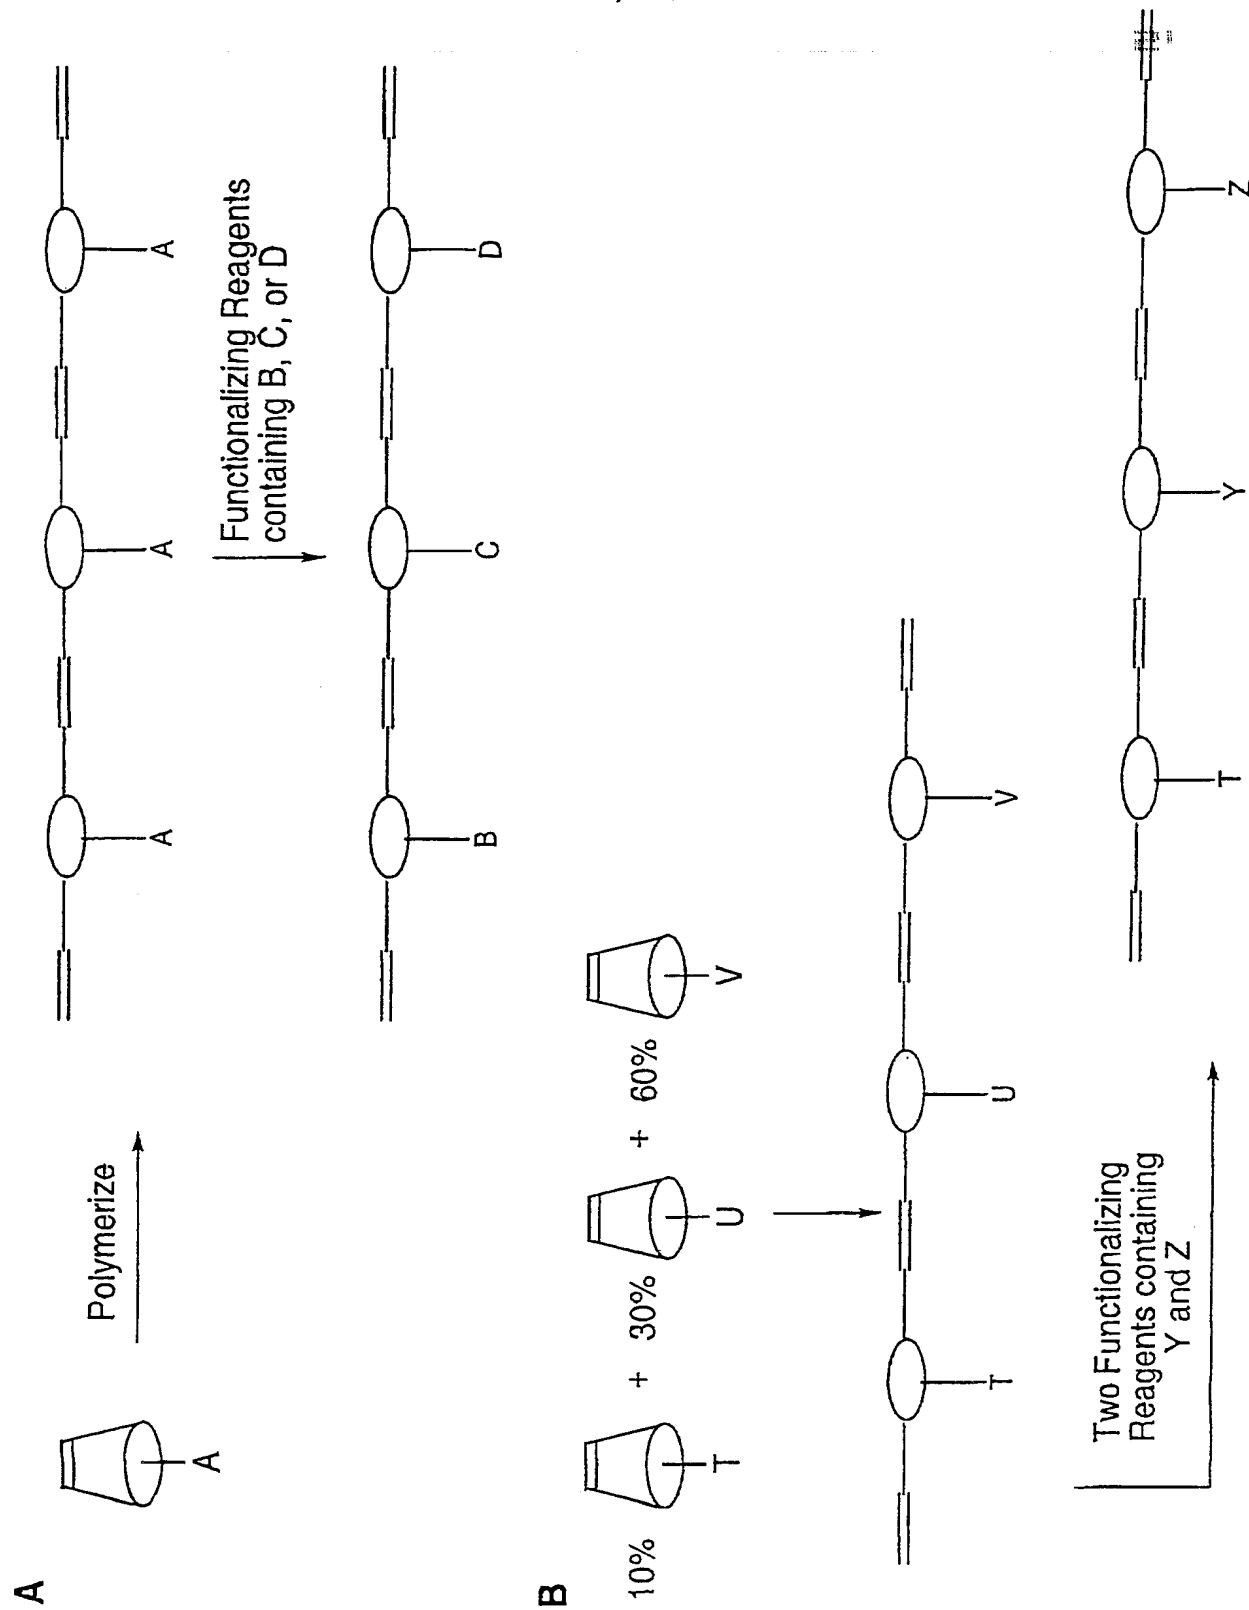 A
A
Polymerize
A
A
A
Functionalizing Reagents
containing B, C, or D
B
C
D
B
10%
T
+
30%
U
+
60%
V
T
U
V
Two Functionalizing
Reagents containing
Y and Z
T
Y
Z